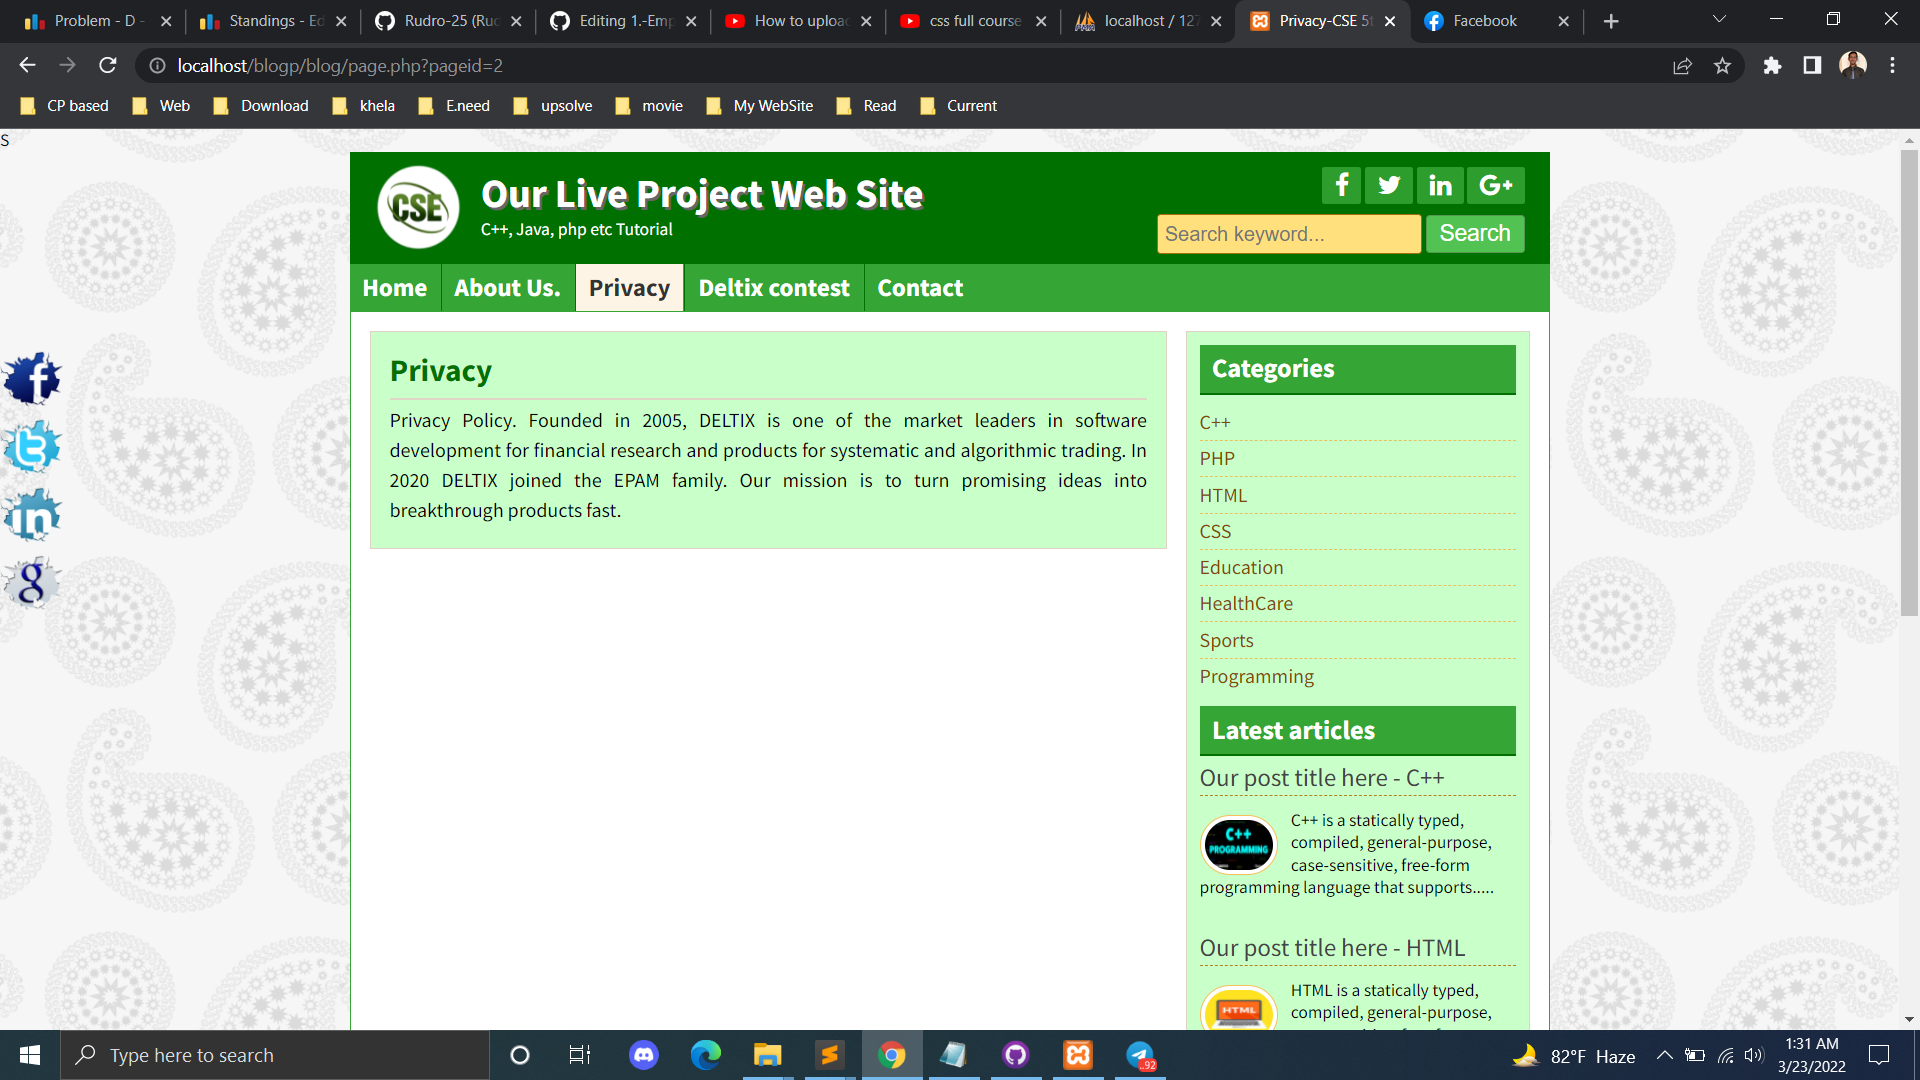 Problem - D -
Standings - Ed
Rudro-25 (Rud
Editing 1.-Emp
How to uploa
css full course
localhost / 127
Privacy-CSE 5t
Facebook
localhost/blogp/blog/page.php?pageid=2
CP based Web Download khela E.need upsolve movie My WebSite Read Current
S
CSE
Our Live Project Web Site
C++, Java, php etc Tutorial
f in G+
Search keyword... Search
Home About Us. Privacy Deltix contest Contact
Privacy
Privacy Policy. Founded in 2005, DELTIX is one of the market leaders in software
development for financial research and products for systematic and algorithmic trading. In
2020 DELTIX joined the EPAM family. Our mission is to turn promising ideas into
breakthrough products fast.
Categories
C++
PHP
HTML
CSS
Education
HealthCare
Sports
Programming
Latest articles
Our post title here - C++
C++
PROGRAMMING
C++ is a statically typed,
compiled, general-purpose,
case-sensitive, free-form
programming language that supports.....
Our post title here - HTML
HTML
HTML is a statically typed,
compiled, general-purpose,
f
t
in
g
Type here to search
..92
82°F Haze
1:31 AM
3/23/2022